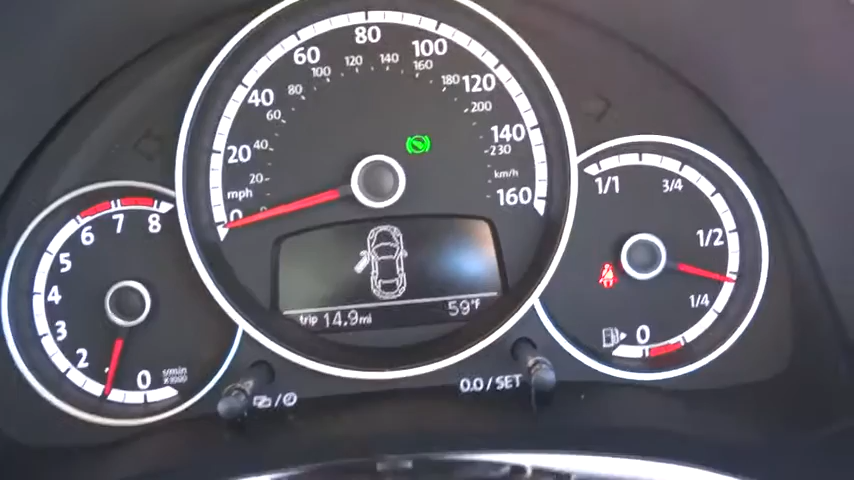 0 20 40 60 80 100 120 140 160
mph
20 40 60 80 100 120 140 160 180 200 230
km/h
0 2 3 4 5 6 7 8
1/1 3/4 1/2 1/4 0
trip 14.9 mi 59°F
0.0 / SET